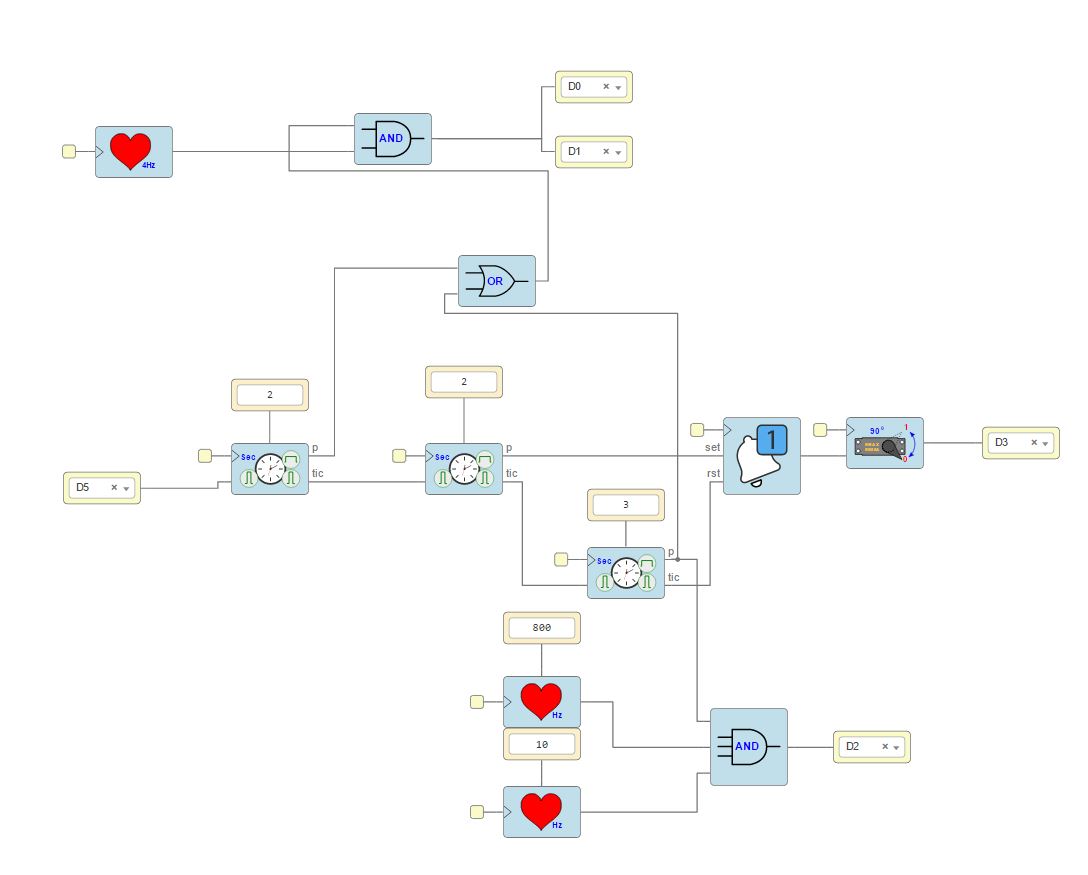 D0 ×
AND
D1 ×
4Hz
OR
2
2
90°
1
0
p
p
1
set
Sec
Sec
D3 ×
tic
tic
rst
D5 ×
3
p
Sec
tic
800
Hz
10
AND
D2 ×
Hz